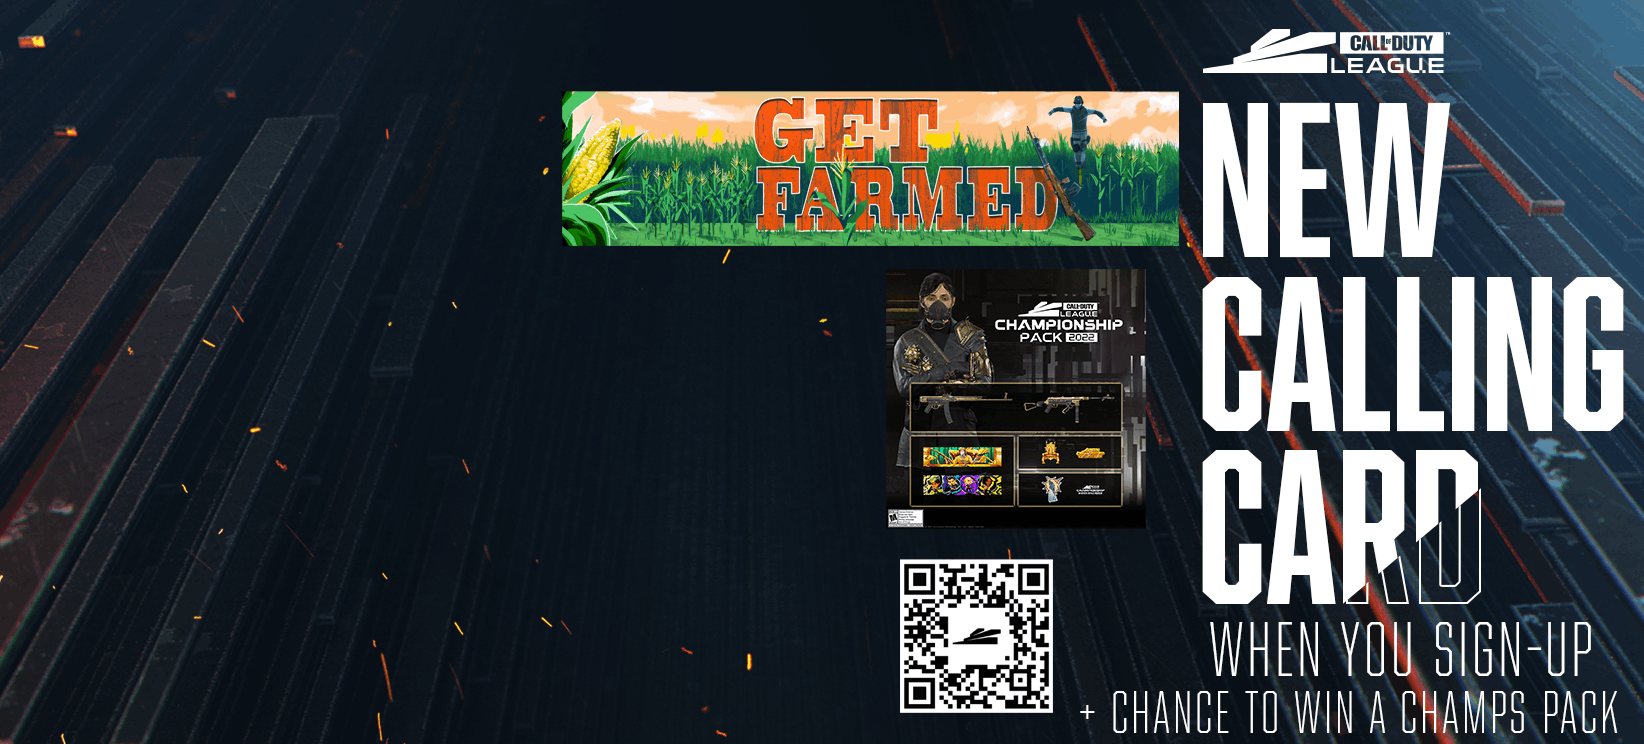 CALL OF DUTY
LEAGUE
NEW
CALLING
CARD
WHEN YOU SIGN-UP
+ CHANCE TO WIN A CHAMPS PACK
GET
FARMED
CALL OF DUTY
LEAGUE
CHAMPIONSHIP
PACK 2022